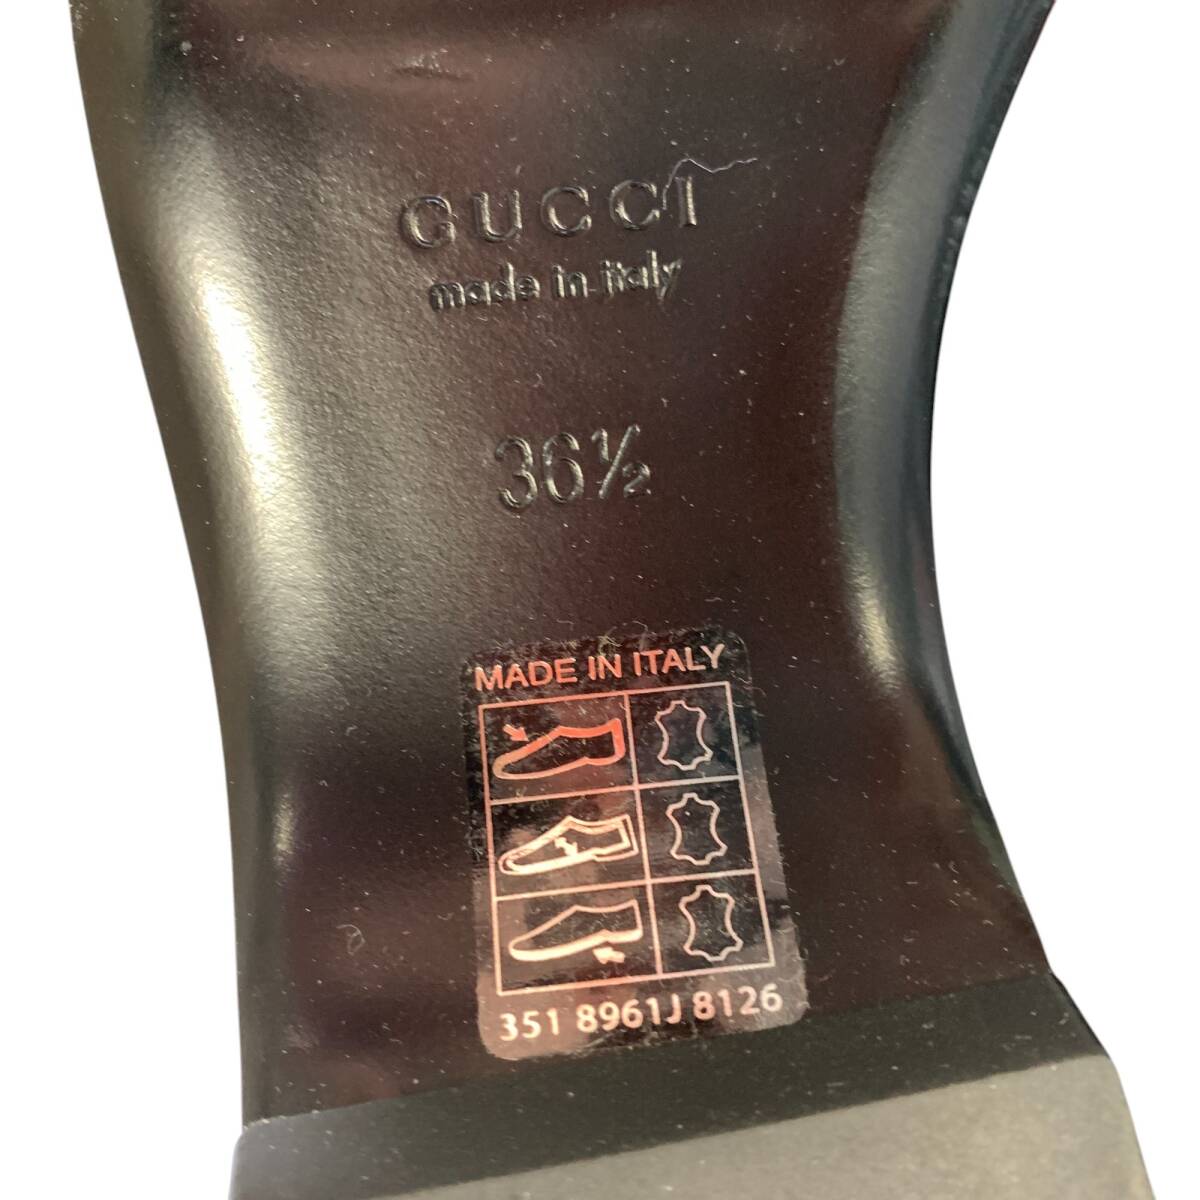 GUCCI
made in italy
36½
MADE IN ITALY
351 8961J 8126